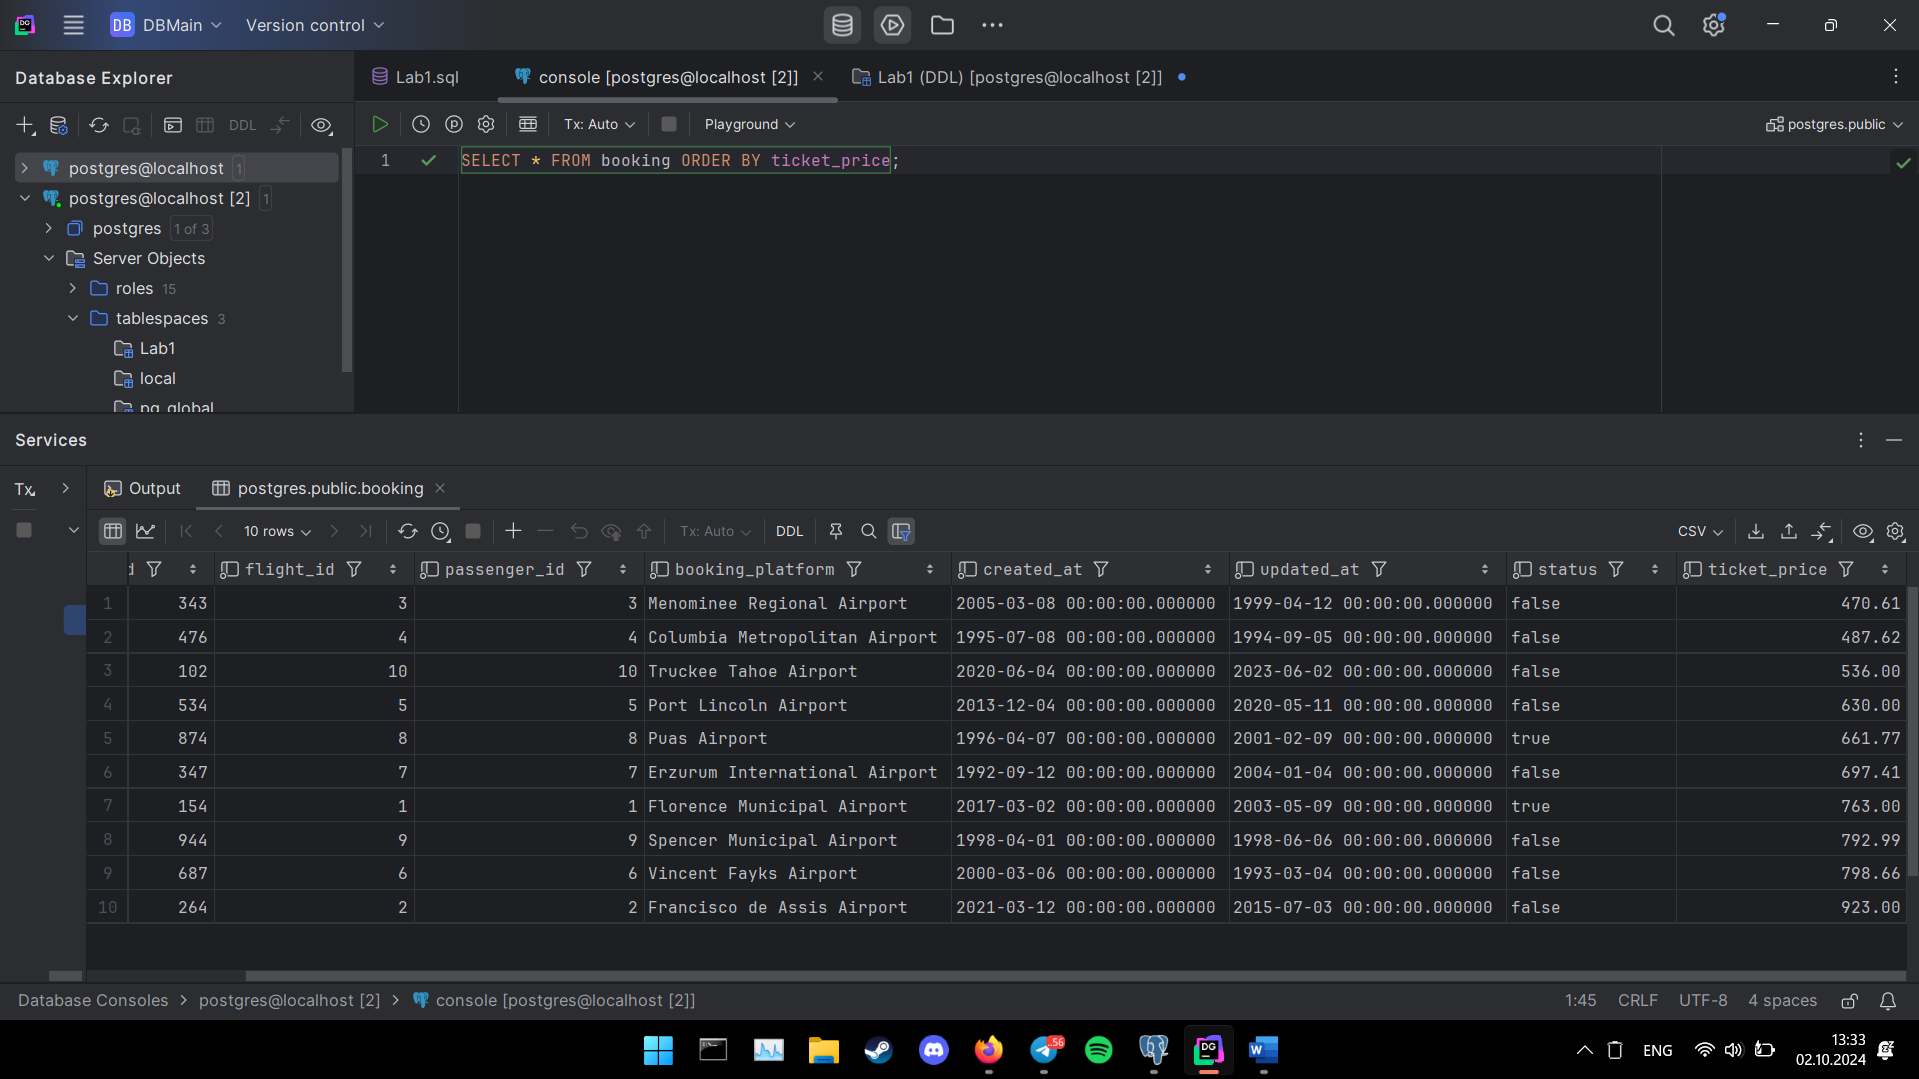 DB DBMain Version control
Database Explorer
Lab1.sql
console [postgres@localhost [2]]
Lab1 (DDL) [postgres@localhost [2]]
DDL
Tx: Auto
Playground
postgres.public
postgres@localhost 1
postgres@localhost [2] 1
postgres 1 of 3
Server Objects
roles 15
tablespaces 3
Lab1
local
pg_global
1 SELECT * FROM booking ORDER BY ticket_price;
Services
Tx
Output
postgres.public.booking
10 rows
Tx: Auto
DDL
CSV
d flight_id passenger_id booking_platform created_at updated_at status ticket_price
1 343 3 3 Menominee Regional Airport 2005-03-08 00:00:00.000000 1999-04-12 00:00:00.000000 false 470.61
2 476 4 4 Columbia Metropolitan Airport 1995-07-08 00:00:00.000000 1994-09-05 00:00:00.000000 false 487.62
3 102 10 10 Truckee Tahoe Airport 2020-06-04 00:00:00.000000 2023-06-02 00:00:00.000000 false 536.00
4 534 5 5 Port Lincoln Airport 2013-12-04 00:00:00.000000 2020-05-11 00:00:00.000000 false 630.00
5 874 8 8 Puas Airport 1996-04-07 00:00:00.000000 2001-02-09 00:00:00.000000 true 661.77
6 347 7 7 Erzurum International Airport 1992-09-12 00:00:00.000000 2004-01-04 00:00:00.000000 false 697.41
7 154 1 1 Florence Municipal Airport 2017-03-02 00:00:00.000000 2003-05-09 00:00:00.000000 true 763.00
8 944 9 9 Spencer Municipal Airport 1998-04-01 00:00:00.000000 1998-06-06 00:00:00.000000 false 792.99
9 687 6 6 Vincent Fayks Airport 2000-03-06 00:00:00.000000 1993-03-04 00:00:00.000000 false 798.66
10 264 2 2 Francisco de Assis Airport 2021-03-12 00:00:00.000000 2015-07-03 00:00:00.000000 false 923.00
Database Consoles > postgres@localhost [2] > console [postgres@localhost [2]]
1:45 CRLF UTF-8 4 spaces
56
DG
W
ENG
13:33
02.10.2024